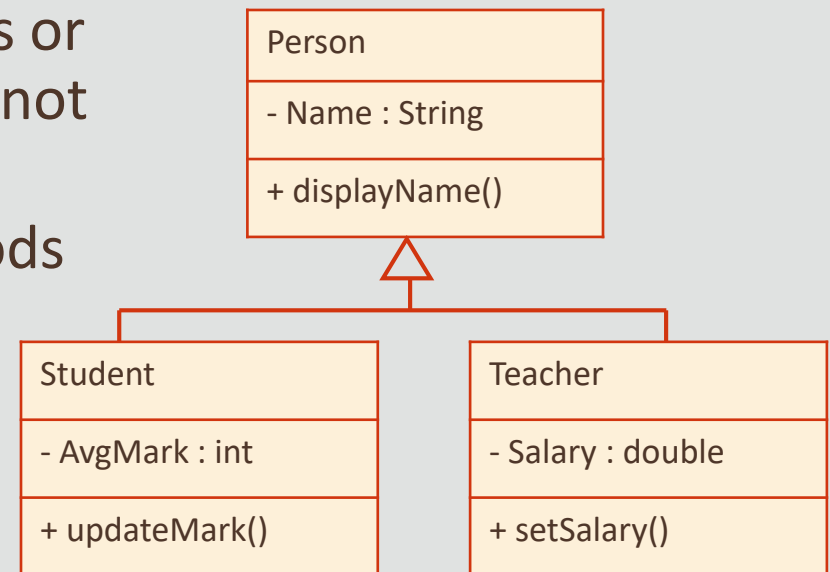 s or
not
ods
Person
- Name : String
+ displayName()
Student
- AvgMark : int
+ updateMark()
Teacher
- Salary : double
+ setSalary()